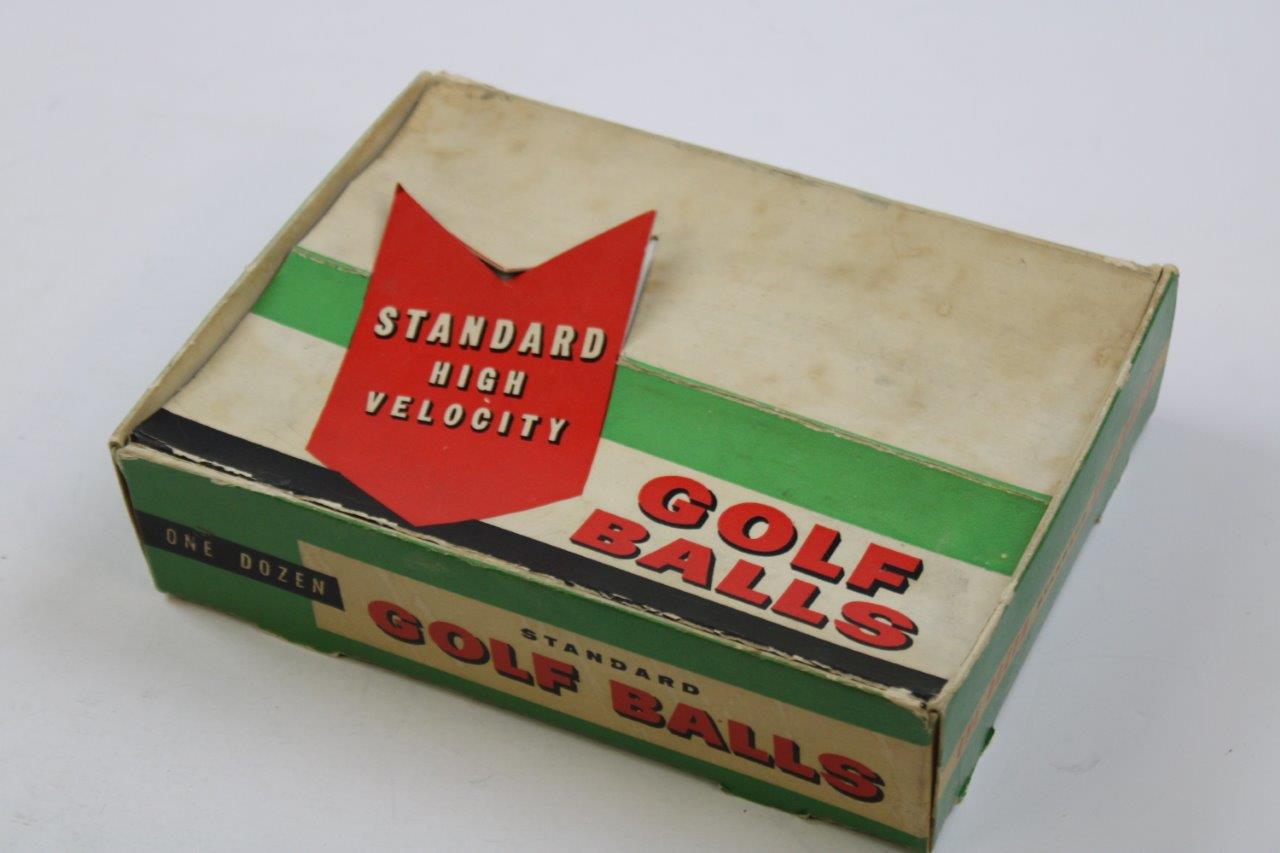 STANDARD
HIGH
VELOCITY
GOLF
BALLS
ONE DOZEN
STANDARD
GOLF BALLS